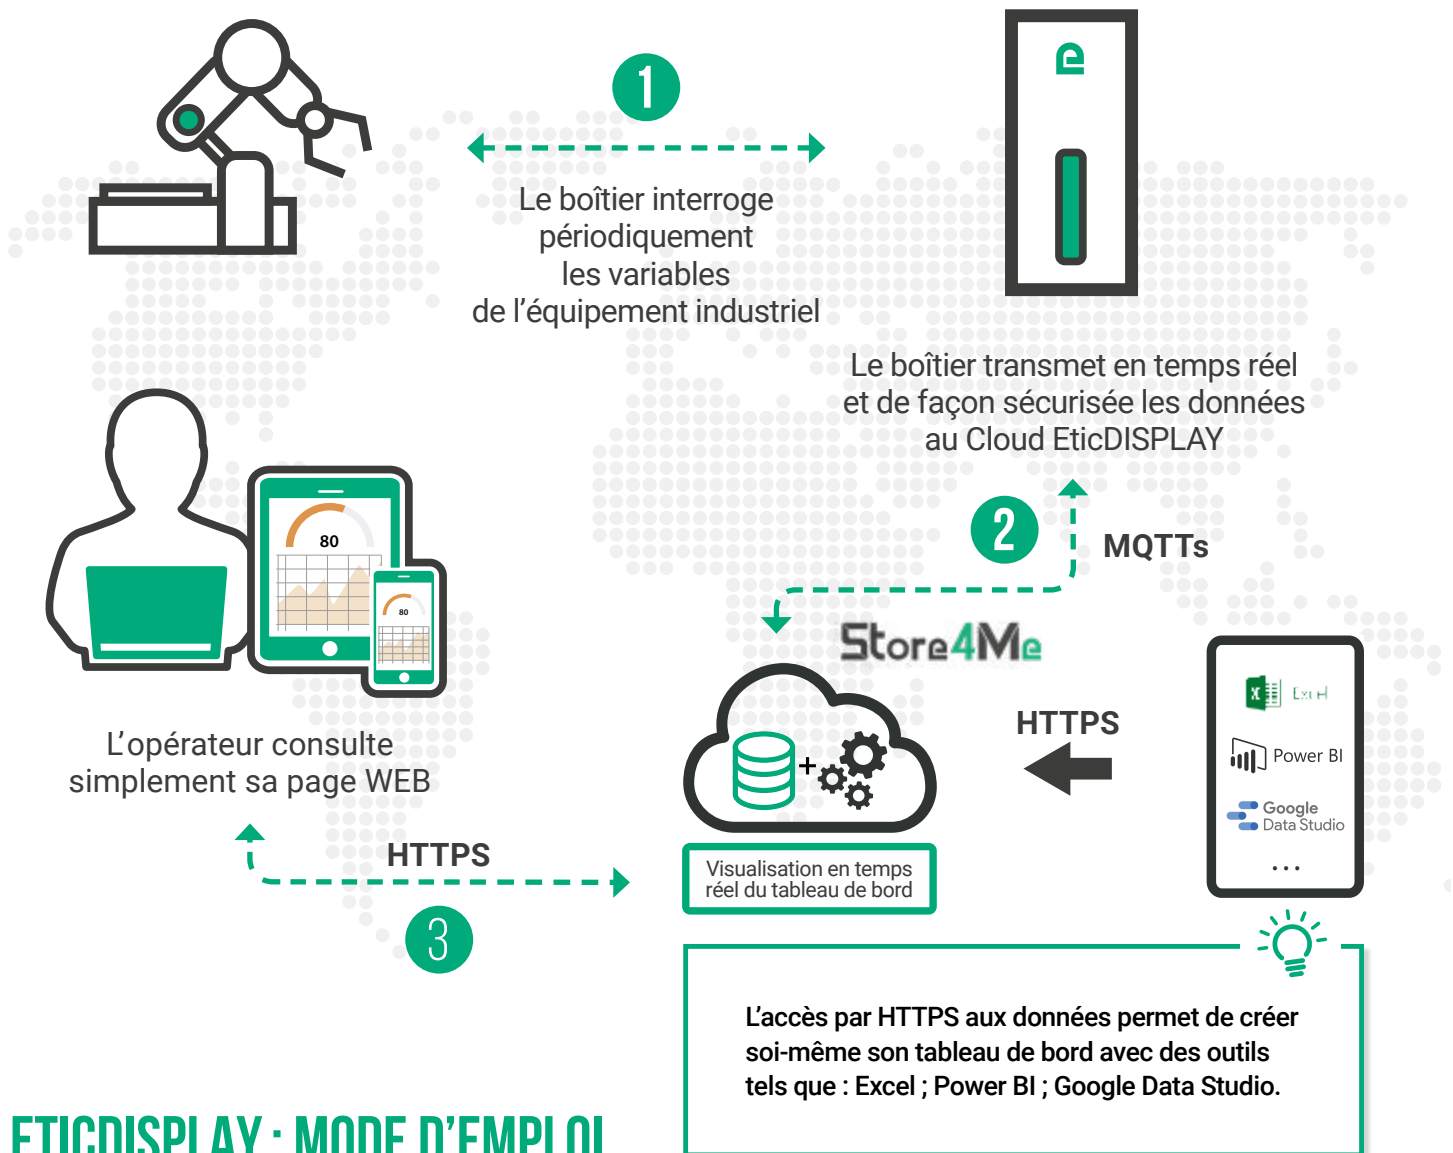 1
Le boîtier interroge
périodiquement
les variables
de l'équipement industriel
Le boîtier transmet en temps réel
et de façon sécurisée les données
au Cloud EticDISPLAY
2
MQTTs
Store4Me
80
80
L'opérateur consulte
simplement sa page WEB
HTTPS
3
HTTPS
Excel
Power BI
Google
Data Studio
...
+
Visualisation en temps
réel du tableau de bord
L'accès par HTTPS aux données permet de créer
soi-même son tableau de bord avec des outils
tels que : Excel ; Power BI ; Google Data Studio.
ETICDISPLAY : MODE D'EMPLOI